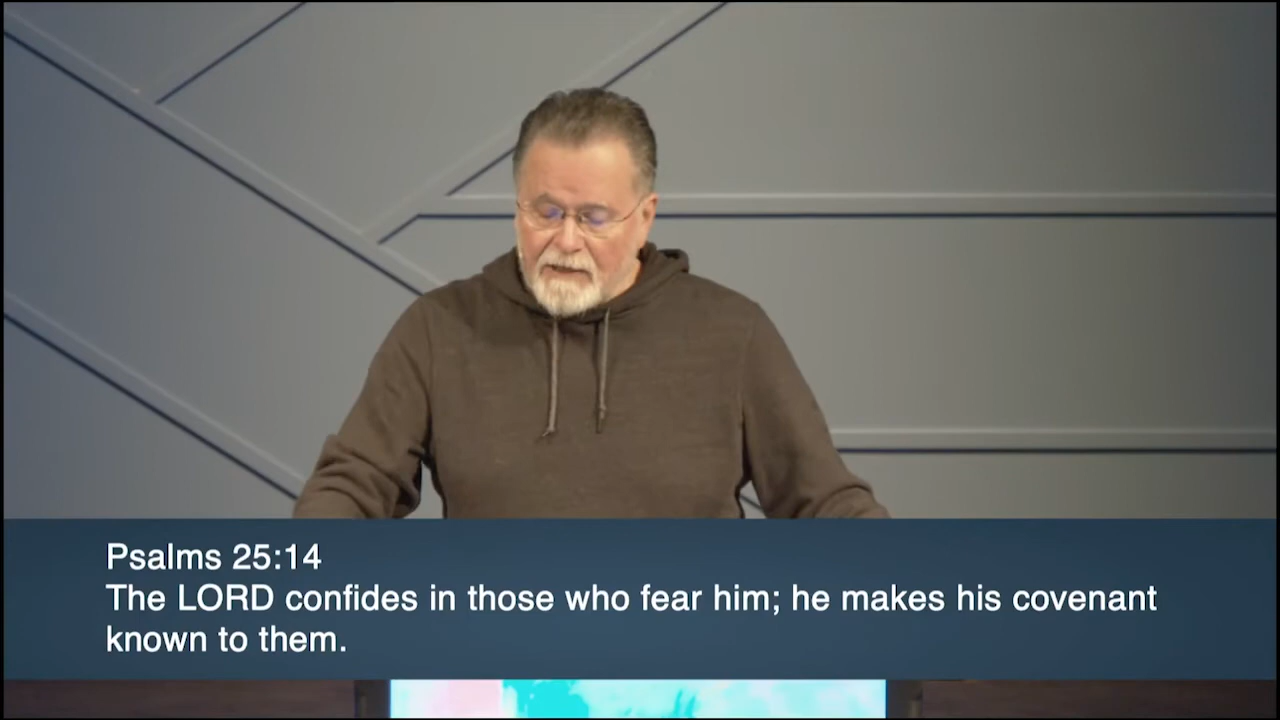 Psalms 25:14
The LORD confides in those who fear him; he makes his covenant
known to them.